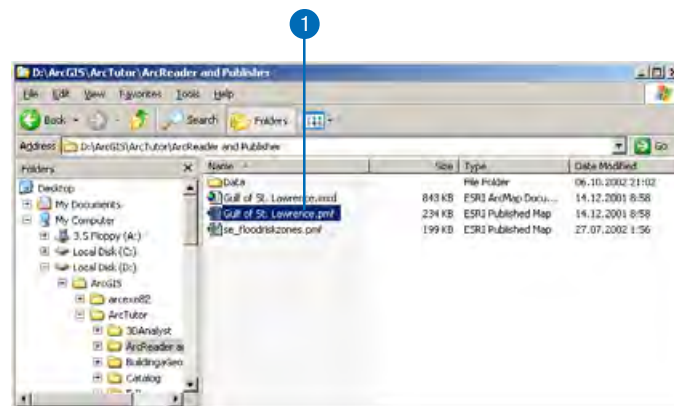 1
D:\ArcGIS\ArcTutor\ArcReader and Publisher
File Edit View Favorites Tools Help
Back Search Folders
Address D:\ArcGIS\ArcTutor\ArcReader and Publisher Go
Folders
Name Size Type Date Modified
Desktop
My Documents
My Computer
3.5 Floppy (A:)
Local Disk (C:)
Local Disk (D:)
ArcGIS
arcexe82
ArcTutor
3DAnalyst
ArcReader a
BuildingaGeo
Catalog
Data File Folder 06.10.2002 21:02
Gulf of St. Lawrence.mxd 843 KB ESRI ArcMap Docu... 14.12.2001 8:58
Gulf of St. Lawrence.pmf 234 KB ESRI Published Map 14.12.2001 8:58
se_floodriskzones.pmf 199 KB ESRI Published Map 27.07.2002 1:56